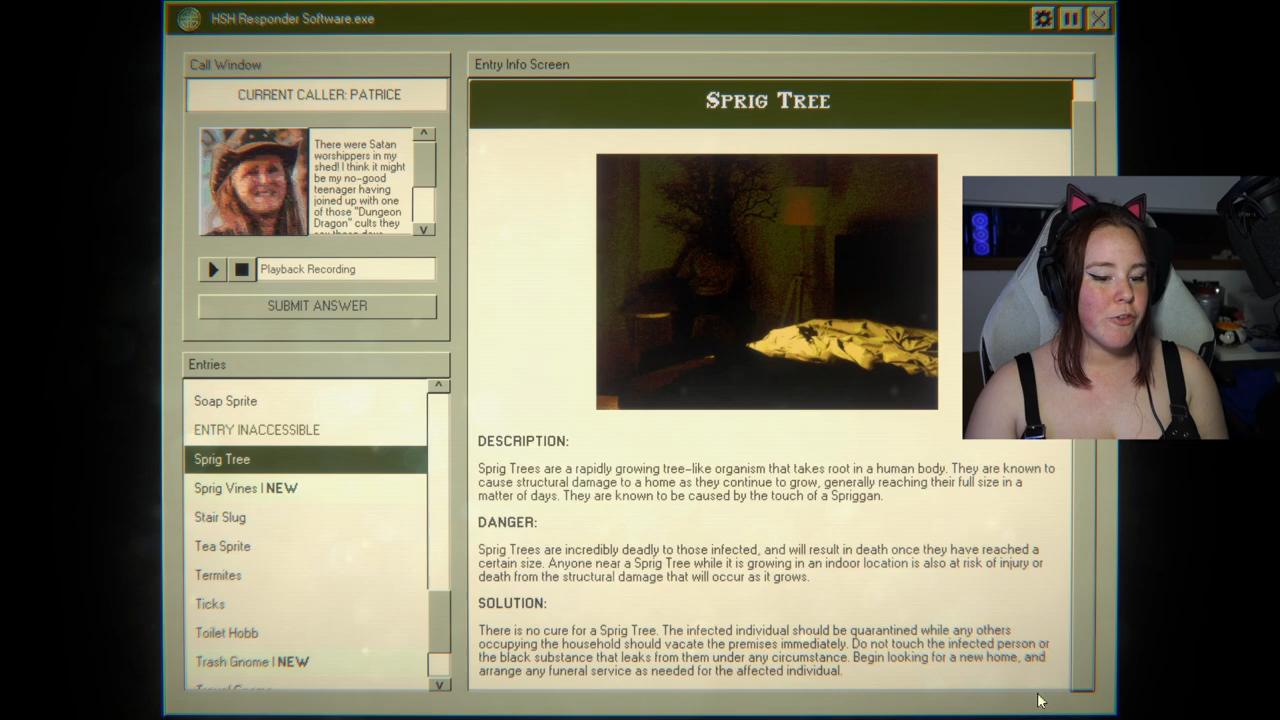 HSH Responder Software.exe
Call Window
CURRENT CALLER: PATRICE
There were Satan
worshippers in my
shed! I think it might
be my no-good
teenager having
joined up with one
of those "Dungeon
Dragon" cults they
Playback Recording
SUBMIT ANSWER
Entries
Soap Sprite
ENTRY INACCESSIBLE
Sprig Tree
Sprig Vines | NEW
Stair Slug
Tea Sprite
Termites
Ticks
Toilet Hobb
Trash Gnome | NEW
Entry Info Screen
Sprig Tree
DESCRIPTION:
Sprig Trees are a rapidly growing tree-like organism that takes root in a human body. They are known to
cause structural damage to a home as they continue to grow, generally reaching their full size in a
matter of days. They are known to be caused by the touch of a Spriggan.
DANGER:
Sprig Trees are incredibly deadly to those infected, and will result in death once they have reached a
certain size. Anyone near a Sprig Tree while it is growing in an indoor location is also at risk of injury or
death from the structural damage that will occur as it grows.
SOLUTION:
There is no cure for a Sprig Tree. The infected individual should be quarantined while any others
occupying the household should vacate the premises immediately. Do not touch the infected person or
the black substance that leaks from them under any circumstance. Begin looking for a new home, and
arrange any funeral service as needed for the affected individual.